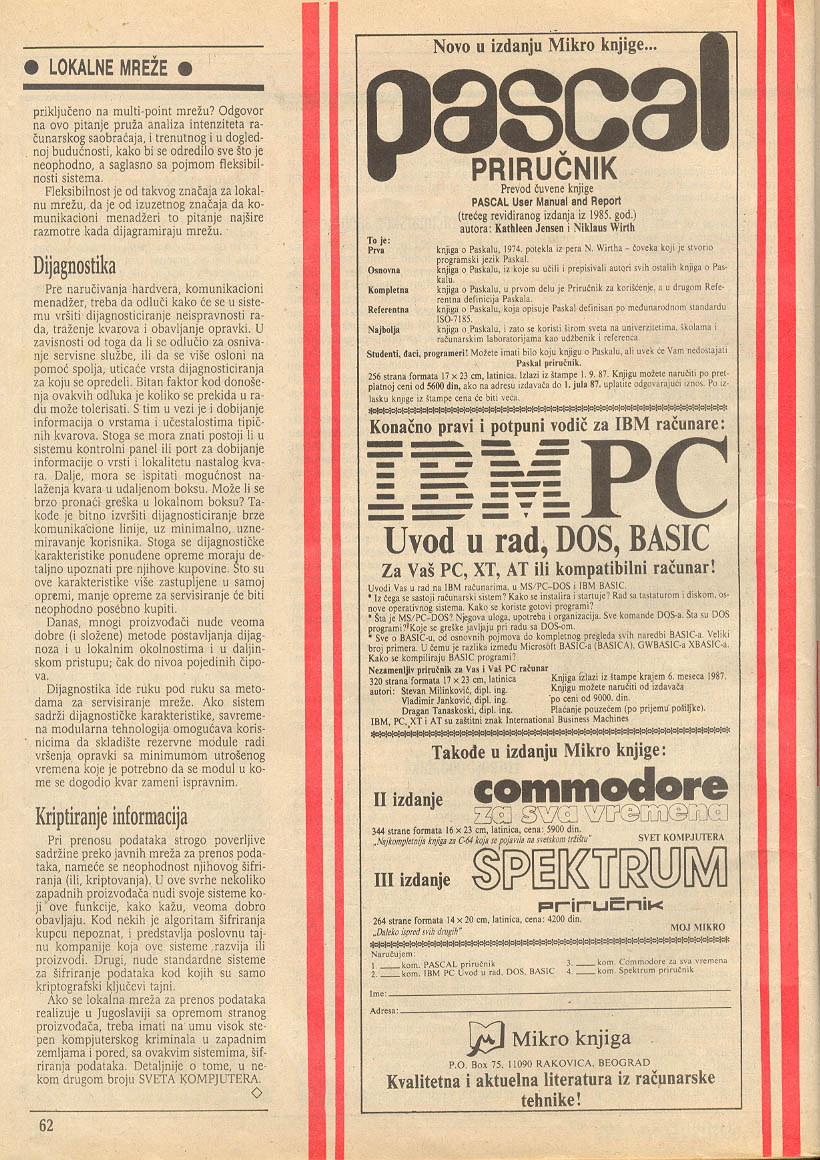 ● LOKALNE MREŽE ●
priključeno na multi-point mrežu? Odgovor
na ovo pitanje pruža analiza intenziteta ra-
čunarskog saobraćaja, i trenutnog i u dogled-
noj budućnosti, kako bi se odredilo sve što je
neophodno, a saglasno sa pojmom fleksibil-
nosti sistema.
Fleksibilnost je od takvog značaja za lokal-
nu mrežu, da je od izuzetnog značaja da ko-
munikacioni menadžeri to pitanje najšire
razmotre kada dijagramiraju mrežu.
Dijagnostika
Pre naručivanja hardvera, komunikacioni
menadžer, treba da odluči kako će se u siste-
mu vršiti dijagnosticiranje neispravnosti ra-
da, traženje kvarova i obavljanje opravki. U
zavisnosti od toga da li se odlučio za osniva-
nje servisne službe, ili da se više osloni na
pomoć spolja, uticaće vrsta dijagnosticiranja
za koju se opredeli. Bitan faktor kod donoše-
nja ovakvih odluka je koliko se prekida u ra-
du može tolerisati. S tim u vezi je i dobijanje
informacija o vrstama i učestalostima tipič-
nih kvarova. Stoga se mora znati postoji li u
sistemu kontrolni panel ili port za dobijanje
informacije o vrsti i lokalitetu nastalog kva-
ra. Dalje, mora se ispitati mogućnost na-
laženja kvara u udaljenom boksu. Može li se
brzo pronaći greška u lokalnom boksu? Ta-
kođe je bitno izvršiti dijagnosticiranje brze
komunikacione linije, uz minimalno, uzne-
miravanje korisnika. Stoga se dijagnostičke
karakteristike ponuđene opreme moraju de-
taljno upoznati pre njihove kupovine. Što su
ove karakteristike više zastupljene u samoj
opremi, manje opreme za servisiranje će biti
neophodno posebno kupiti.
Danas, mnogi proizvođači nude veoma
dobre (i složene) metode postavljanja dijag-
noza i u lokalnim okolnostima i u daljin-
skom pristupu; čak do nivoa pojedinih čipo-
va.
Dijagnostika ide ruku pod ruku sa meto-
dama za servisiranje mreže. Ako sistem
sadrži dijagnostičke karakteristike, savreme-
na modularna tehnologija omogućava koris-
nicima da skladište rezervne module radi
vršenja opravki sa minimumom utrošenog
vremena koje je potrebno da se modul u ko-
me se dogodio kvar zameni ispravnim.
Kriptiranje informacija
Pri prenosu podataka strogo poverljive
sadržine preko javnih mreža za prenos poda-
taka, nameće se neophodnost njihovog šifri-
ranja (ili, kriptovanja). U ove svrhe nekoliko
zapadnih proizvođača nudi svoje sisteme ko-
ji ove funkcije, kako kažu, veoma dobro
obavljaju. Kod nekih je algoritam šifriranja
kupcu nepoznat, i predstavlja poslovnu taj-
nu kompanije koja ove sisteme razvija ili
proizvodi. Drugi, nude standardne sisteme
za šifriranje podataka kod kojih su samo
kriptografski ključevi tajni.
Ako se lokalna mreža za prenos podataka
realizuje u Jugoslaviji sa opremom stranog
proizvođača, treba imati na umu visok ste-
pen kompjuterskog kriminala u zapadnim
zemljama i pored, sa ovakvim sistemima, šif-
riranja podataka. Detaljnije o tome, u ne-
kom drugom broju SVETA KOMPJUTERA.
62
Novo u izdanju Mikro knjige...
pascal
PRIRUČNIK
Prevod čuvene knjige
PASCAL User Manual and Report
(trećeg revidiranog izdanja iz 1985. god.)
autora: Kathleen Jensen i Niklaus Wirth
To je:
Prva knjiga o Paskalu, 1974. potekla iz pera N. Wirtha – čoveka koji je stvorio
programski jezik Paskal.
Osnovna knjiga o Paskalu, iz koje su učili i prepisivali autori svih ostalih knjiga o Pas-
kalu.
Kompletna knjiga o Paskalu, u prvom delu je Priručnik za korišćenje, a u drugom Refe-
rentna definicija Paskala.
Referentna knjiga, koja opisuje Paskal definisan po međunarodnom standardu
ISO-7185.
Najbolja knjiga o Paskalu, i zato se koristi širom sveta na univerzitetima, školama i
računarskim laboratorijama kao udžbenik i referenca.
Studenti, đaci, programeri! Možete imati bilo koju knjigu o Paskalu, ali uvek će Vam nedostajati
Paskal priručnik.
256 strana formata 17 × 23 cm, latinica. Izlazi iz štampe 1. 9. 87. Knjigu možete naručiti po pret-
platnoj ceni od 5600 din, ako na adresu izdavača do 1. jula 87. uplatite odgovarajući iznos. Po iz-
lasku knjige iz štampe cena će biti veća.
Konačno pravi i potpuni vodič za IBM računare:
IBM PC
Uvod u rad, DOS, BASIC
Za Vaš PC, XT, AT ili kompatibilni računar!
Uvodi Vas u rad na IBM računarima, u MS/PC-DOS i IBM BASIC.
* Iz čega se sastoji računarski sistem? Kako se instalira i startuje? Rad sa tastaturom i diskom, os-
nove operativnog sistema. Kako se koriste gotovi programi?
* Šta je MS/PC-DOS? Njegova uloga, upotreba i organizacija. Sve komande DOS-a. Šta su DOS
programi? Koje se greške javljaju pri radu sa DOS-om.
* Sve o BASIC-u, od osnovnih pojmova do kompletnog pregleda svih naredbi BASIC-a. Veliki
broj primera. U čemu je razlika između Microsoft BASIC-a (BASICA), GWBASIC-a XBASIC-a.
Kako se kompiliraju BASIC programi?
Nezamenljiv priručnik za Vas i Vaš PC računar
320 strana formata 17 × 23 cm, latinica
autori: Stevan Milinković, dipl. ing.
Vladimir Janković, dipl. ing.
Dragan Tanaskoski, dipl. ing.
Knjiga izlazi iz štampe krajem 6. meseca 1987.
Knjigu možete naručiti od izdavača
po ceni od 9000. din.
Plaćanje pouzećem (po prijemu pošiljke).
IBM, PC, XT i AT su zaštitni znak International Business Machines
Takođe u izdanju Mikro knjige:
II izdanje commodore
za sva vremena
344 strane formata 16 × 23 cm, latinica, cena: 5900 din.
„Najkompletnija knjiga za C-64 koja se pojavila na svetskom tržištu" SVET KOMPJUTERA
III izdanje SPEKTRUM
priručnik
264 strane formata 14 × 20 cm, latinica, cena: 4200 din.
„Daleko ispred svih drugih" MOJ MIKRO
Naručujem:
1 ___ kom. PASCAL priručnik
2. ___ kom. IBM PC Uvod u rad, DOS, BASIC
3. ___ kom. Commodore za sva vremena
4. ___ kom. Spektrum priručnik
Ime:
Adresa:
Mikro knjiga
P.O. Box 75, 11090 RAKOVICA, BEOGRAD
Kvalitetna i aktuelna literatura iz računarske
tehnike!